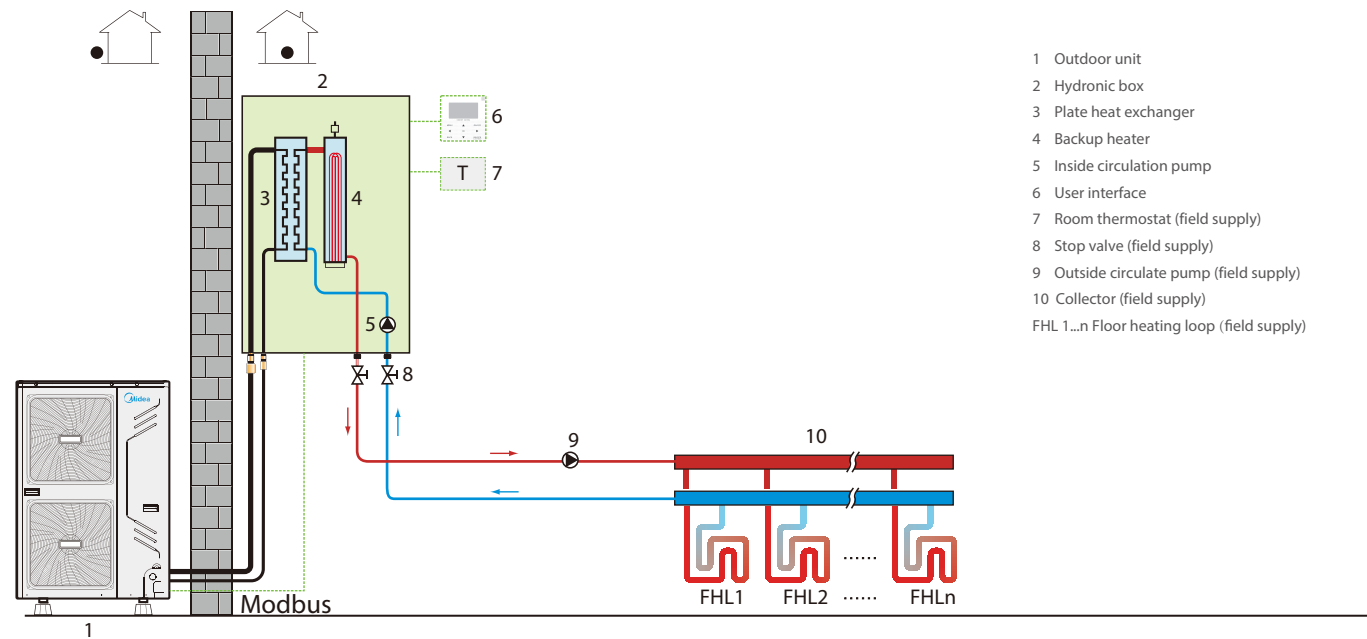 2
6
T 7
3
4
5
8
Midea
9
10
FHL1 FHL2 ...... FHLn
......
Modbus
1
1 Outdoor unit
2 Hydronic box
3 Plate heat exchanger
4 Backup heater
5 Inside circulation pump
6 User interface
7 Room thermostat (field supply)
8 Stop valve (field supply)
9 Outside circulate pump (field supply)
10 Collector (field supply)
FHL 1...n Floor heating loop (field supply)